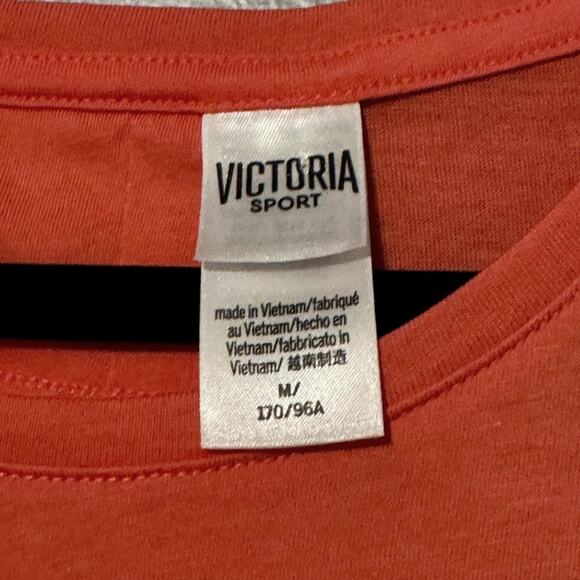 VICTORIA
SPORT
made in Vietnam/fabriqué
au Vietnam/hecho en
Vietnam/fabbricato in
Vietnam/ 越南制造
M/
170/96A